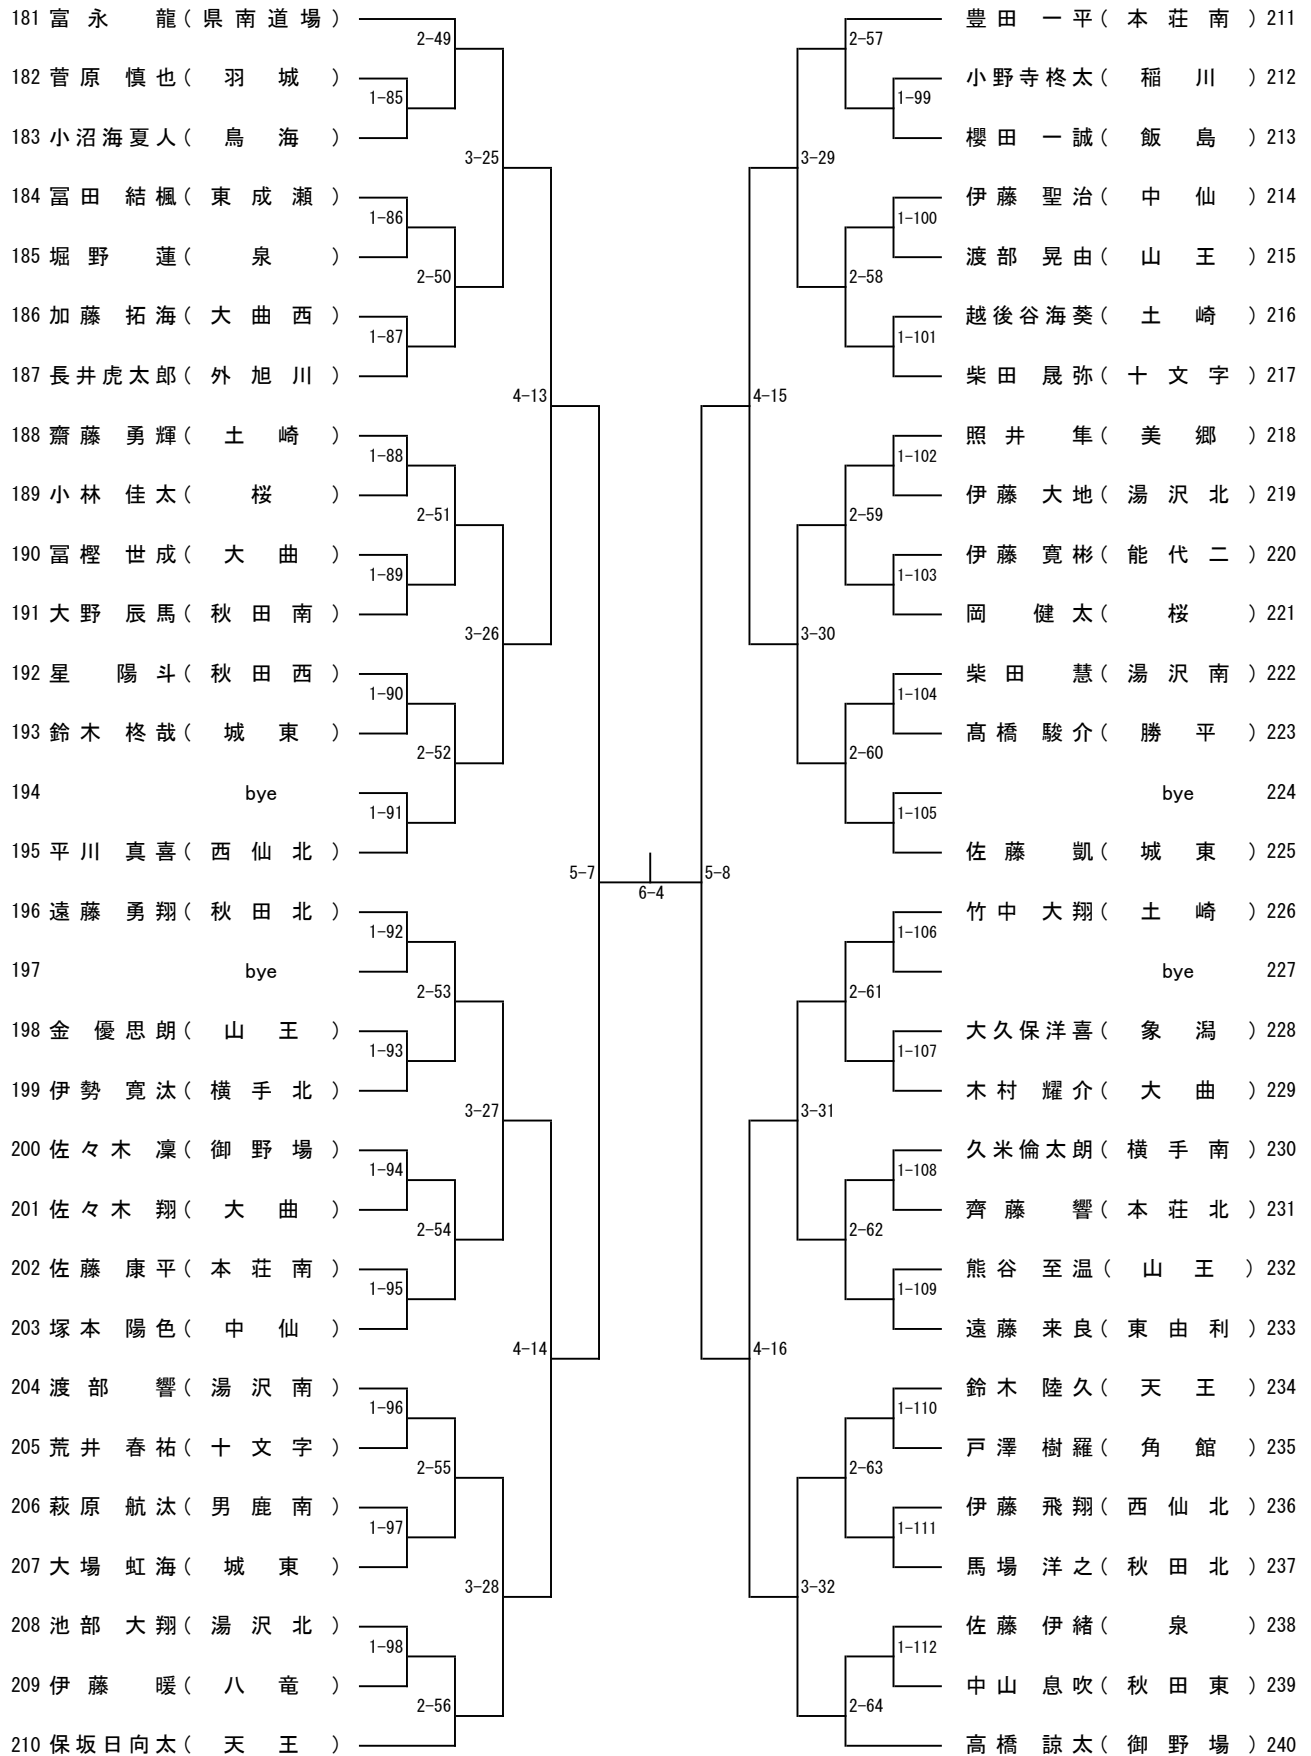 181 富永 龍(県南道場)
2-49
182 菅原 慎也(羽城)
1-85
183 小沼海夏人(鳥海)
3-25
184 冨田 結楓(東成瀬)
1-86
185 堀野 蓮(泉)
2-50
186 加藤 拓海(大曲西)
1-87
187 長井虎太郎(外旭川)
4-13
188 齋藤 勇輝(土崎)
1-88
189 小林 佳太(桜)
2-51
190 冨樫 世成(大曲)
1-89
191 大野 辰馬(秋田南)
3-26
192 星 陽斗(秋田西)
1-90
193 鈴木 柊哉(城東)
2-52
194 bye
1-91
195 平川 真喜(西仙北)
5-7
196 遠藤 勇翔(秋田北)
1-92
197 bye
2-53
198 金 優思朗(山王)
1-93
199 伊勢 寛汰(横手北)
3-27
200 佐々木 凜(御野場)
1-94
201 佐々木 翔(大曲)
2-54
202 佐藤 康平(本荘南)
1-95
203 塚本 陽色(中仙)
4-14
204 渡部 響(湯沢南)
1-96
205 荒井 春祐(十文字)
2-55
206 萩原 航汰(男鹿南)
1-97
207 大場 虹海(城東)
3-28
208 池部 大翔(湯沢北)
1-98
209 伊藤 暖(八竜)
2-56
210 保坂日向太(天王)
6-4
豊田 一平(本荘南) 211
2-57
小野寺柊太(稲川) 212
1-99
櫻田 一誠(飯島) 213
3-29
伊藤 聖治(中仙) 214
1-100
渡部 晃由(山王) 215
2-58
越後谷海葵(土崎) 216
1-101
柴田 晟弥(十文字) 217
4-15
照井 隼(美郷) 218
1-102
伊藤 大地(湯沢北) 219
2-59
伊藤 寛彬(能代二) 220
1-103
岡 健太(桜) 221
3-30
柴田 慧(湯沢南) 222
1-104
髙橋 駿介(勝平) 223
2-60
bye 224
1-105
佐藤 凱(城東) 225
5-8
竹中 大翔(土崎) 226
1-106
bye 227
2-61
大久保洋喜(象潟) 228
1-107
木村 耀介(大曲) 229
3-31
久米倫太朗(横手南) 230
1-108
齊藤 響(本荘北) 231
2-62
熊谷 至温(山王) 232
1-109
遠藤 来良(東由利) 233
4-16
鈴木 陸久(天王) 234
1-110
戸澤 樹羅(角館) 235
2-63
伊藤 飛翔(西仙北) 236
1-111
馬場 洋之(秋田北) 237
3-32
佐藤 伊緒(泉) 238
1-112
中山 息吹(秋田東) 239
2-64
高橋 諒太(御野場) 240